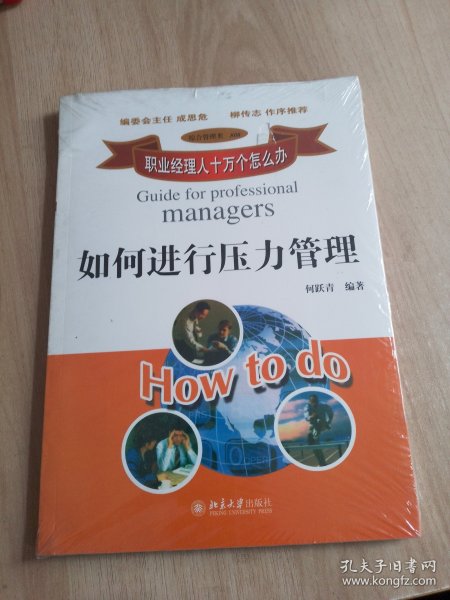 编委会主任 成思危 柳传志 作序推荐
职业经理人十万个怎么办
Guide for professional
managers
如何进行压力管理
何跃青 编著
How to do
北京大学出版社
PEKING UNIVERSITY PRESS
孔夫子旧书网
www.kongfz.com